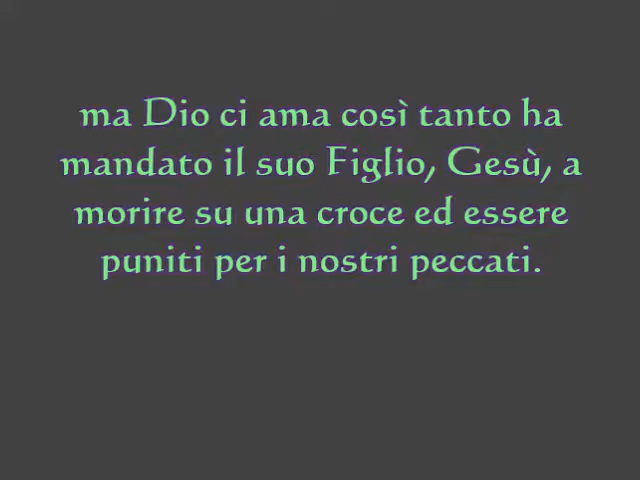 ma Dio ci ama così tanto ha
mandato il suo Figlio, Gesù, a
morire su una croce ed essere
puniti per i nostri peccati.